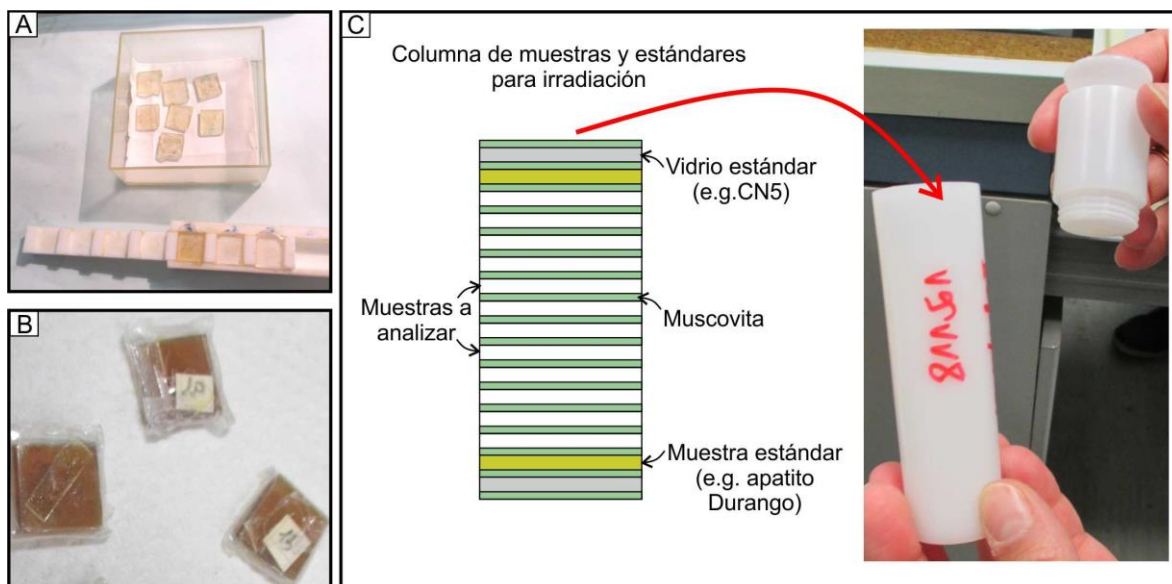 A
B
C
Columna de muestras y estándares
para irradiación
Vidrio estándar
(e.g.CN5)
Muestras a
analizar
Muscovita
Muestra estándar
(e.g. apatito
Durango)